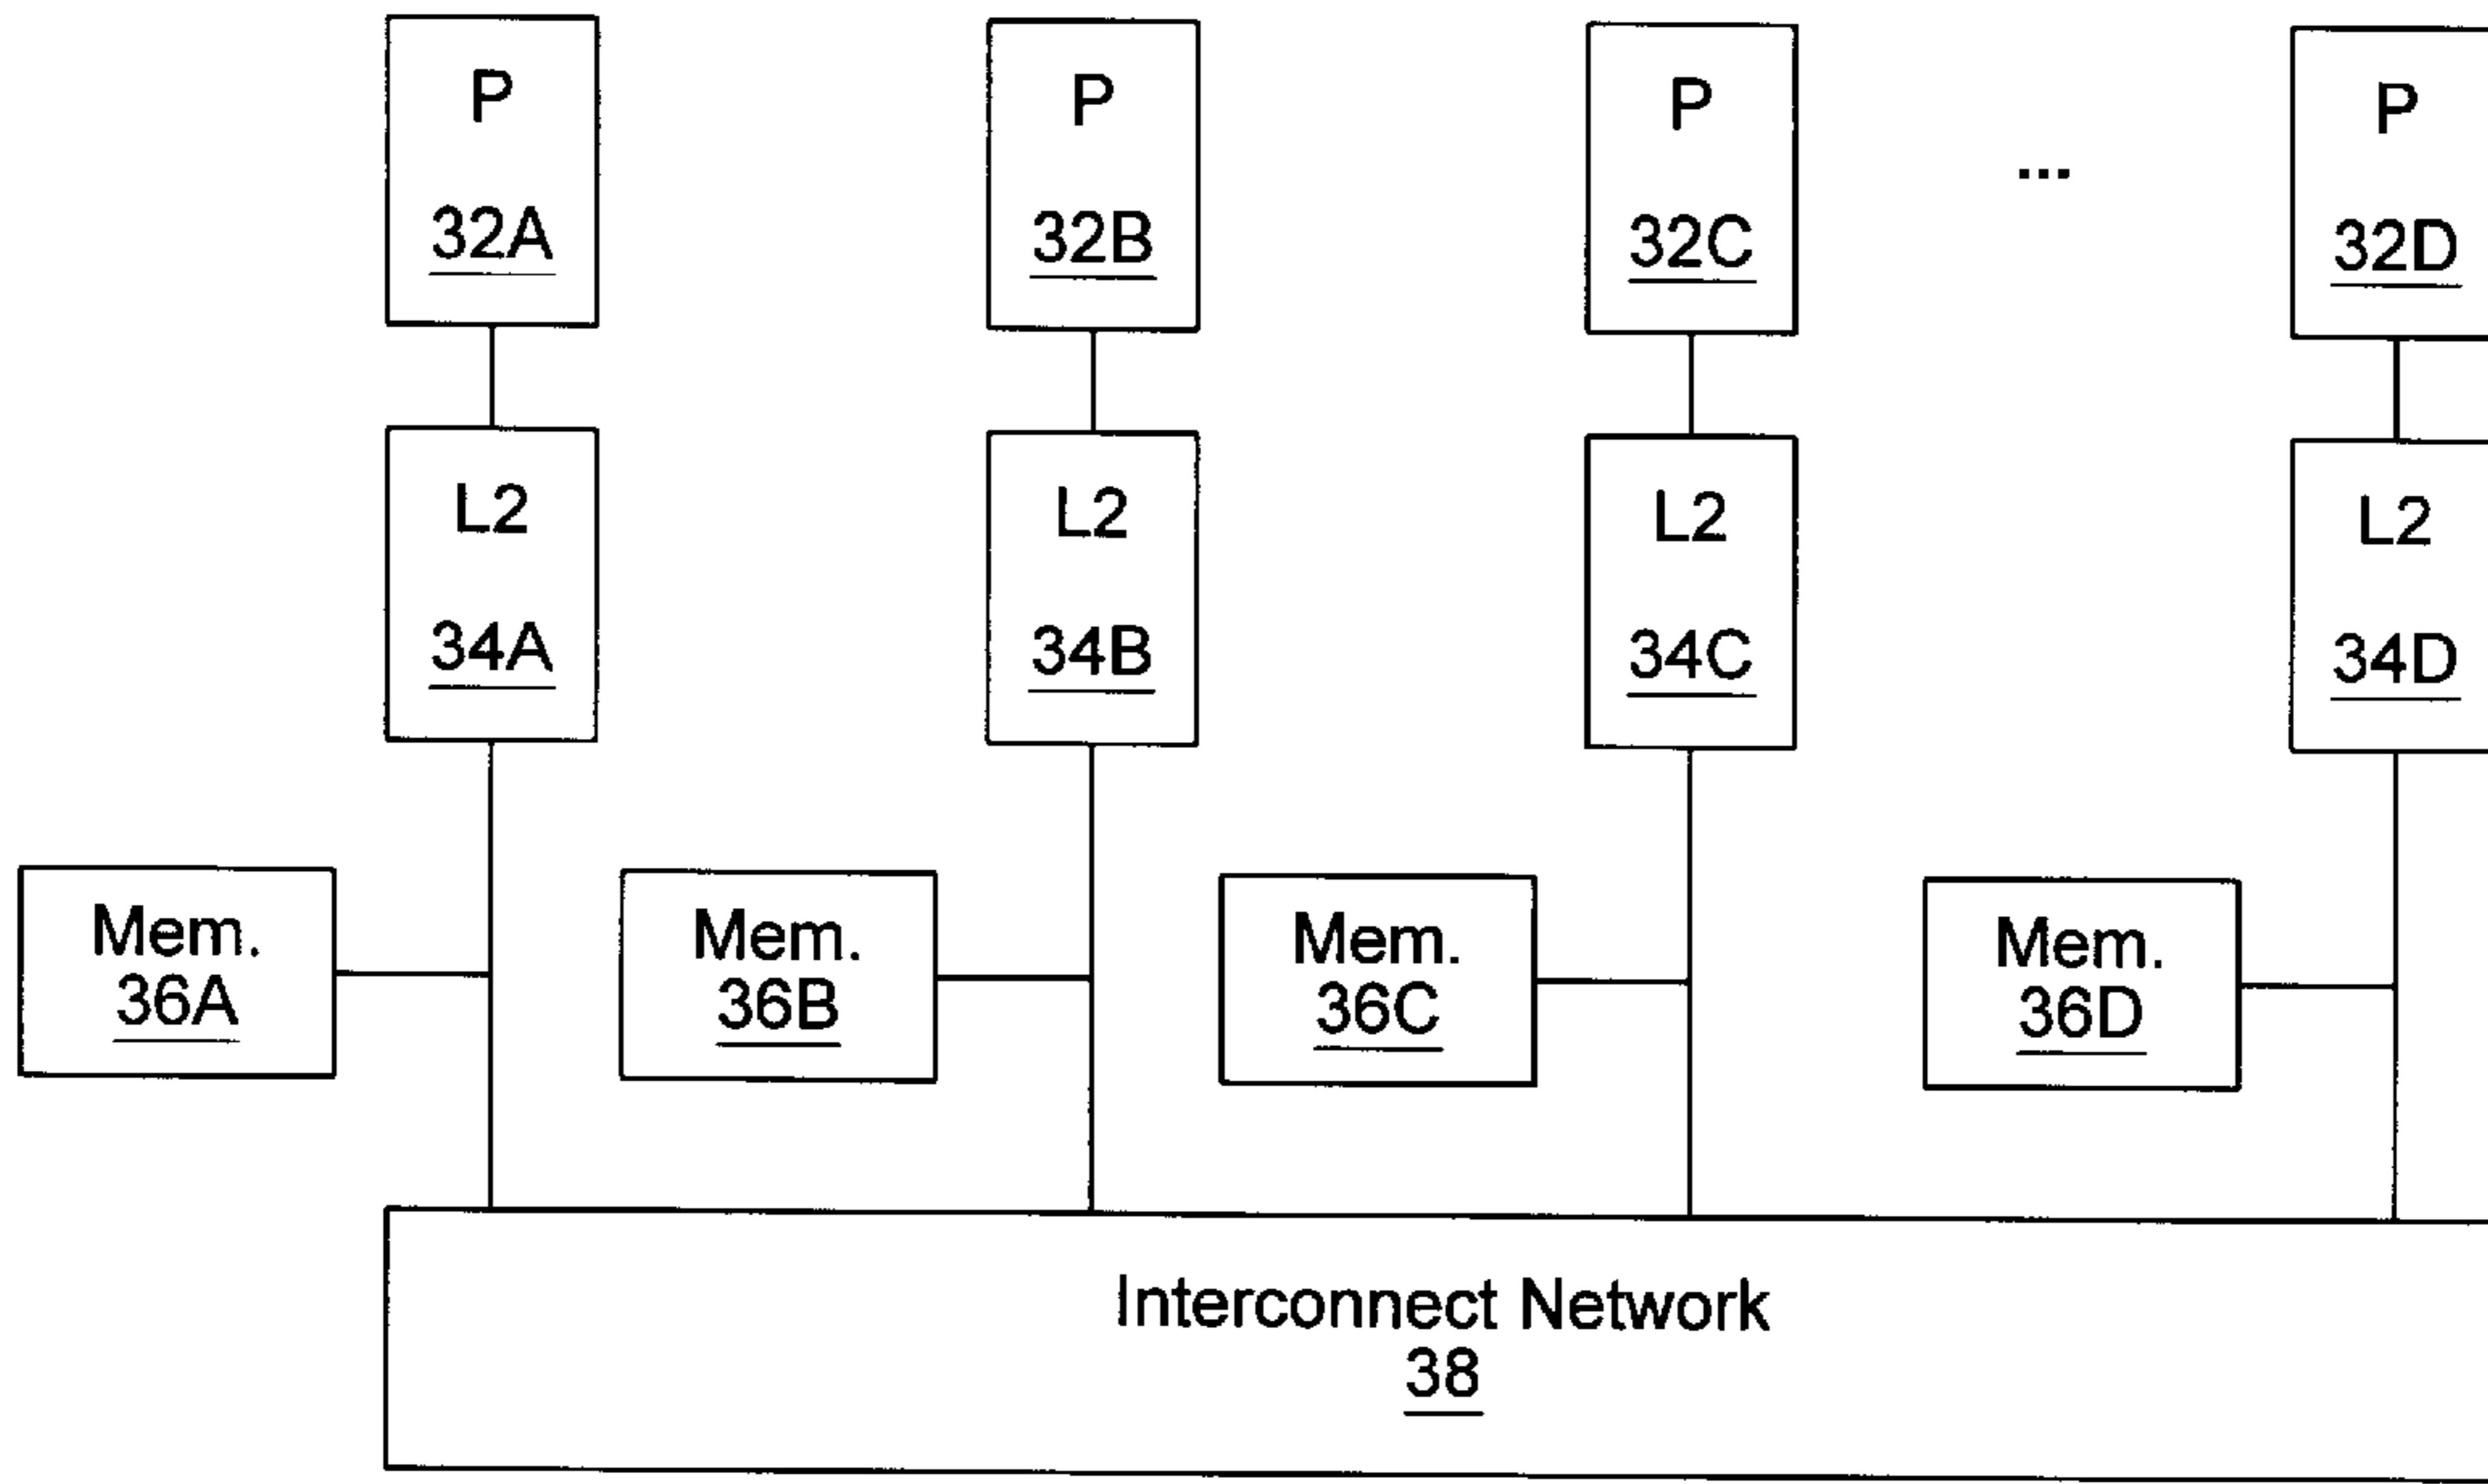 P
32A
P
32B
P
32C
...
P
32D
L2
34A
L2
34B
L2
34C
L2
34D
Mem.
36A
Mem.
36B
Mem.
36C
Mem.
36D
Interconnect Network
38